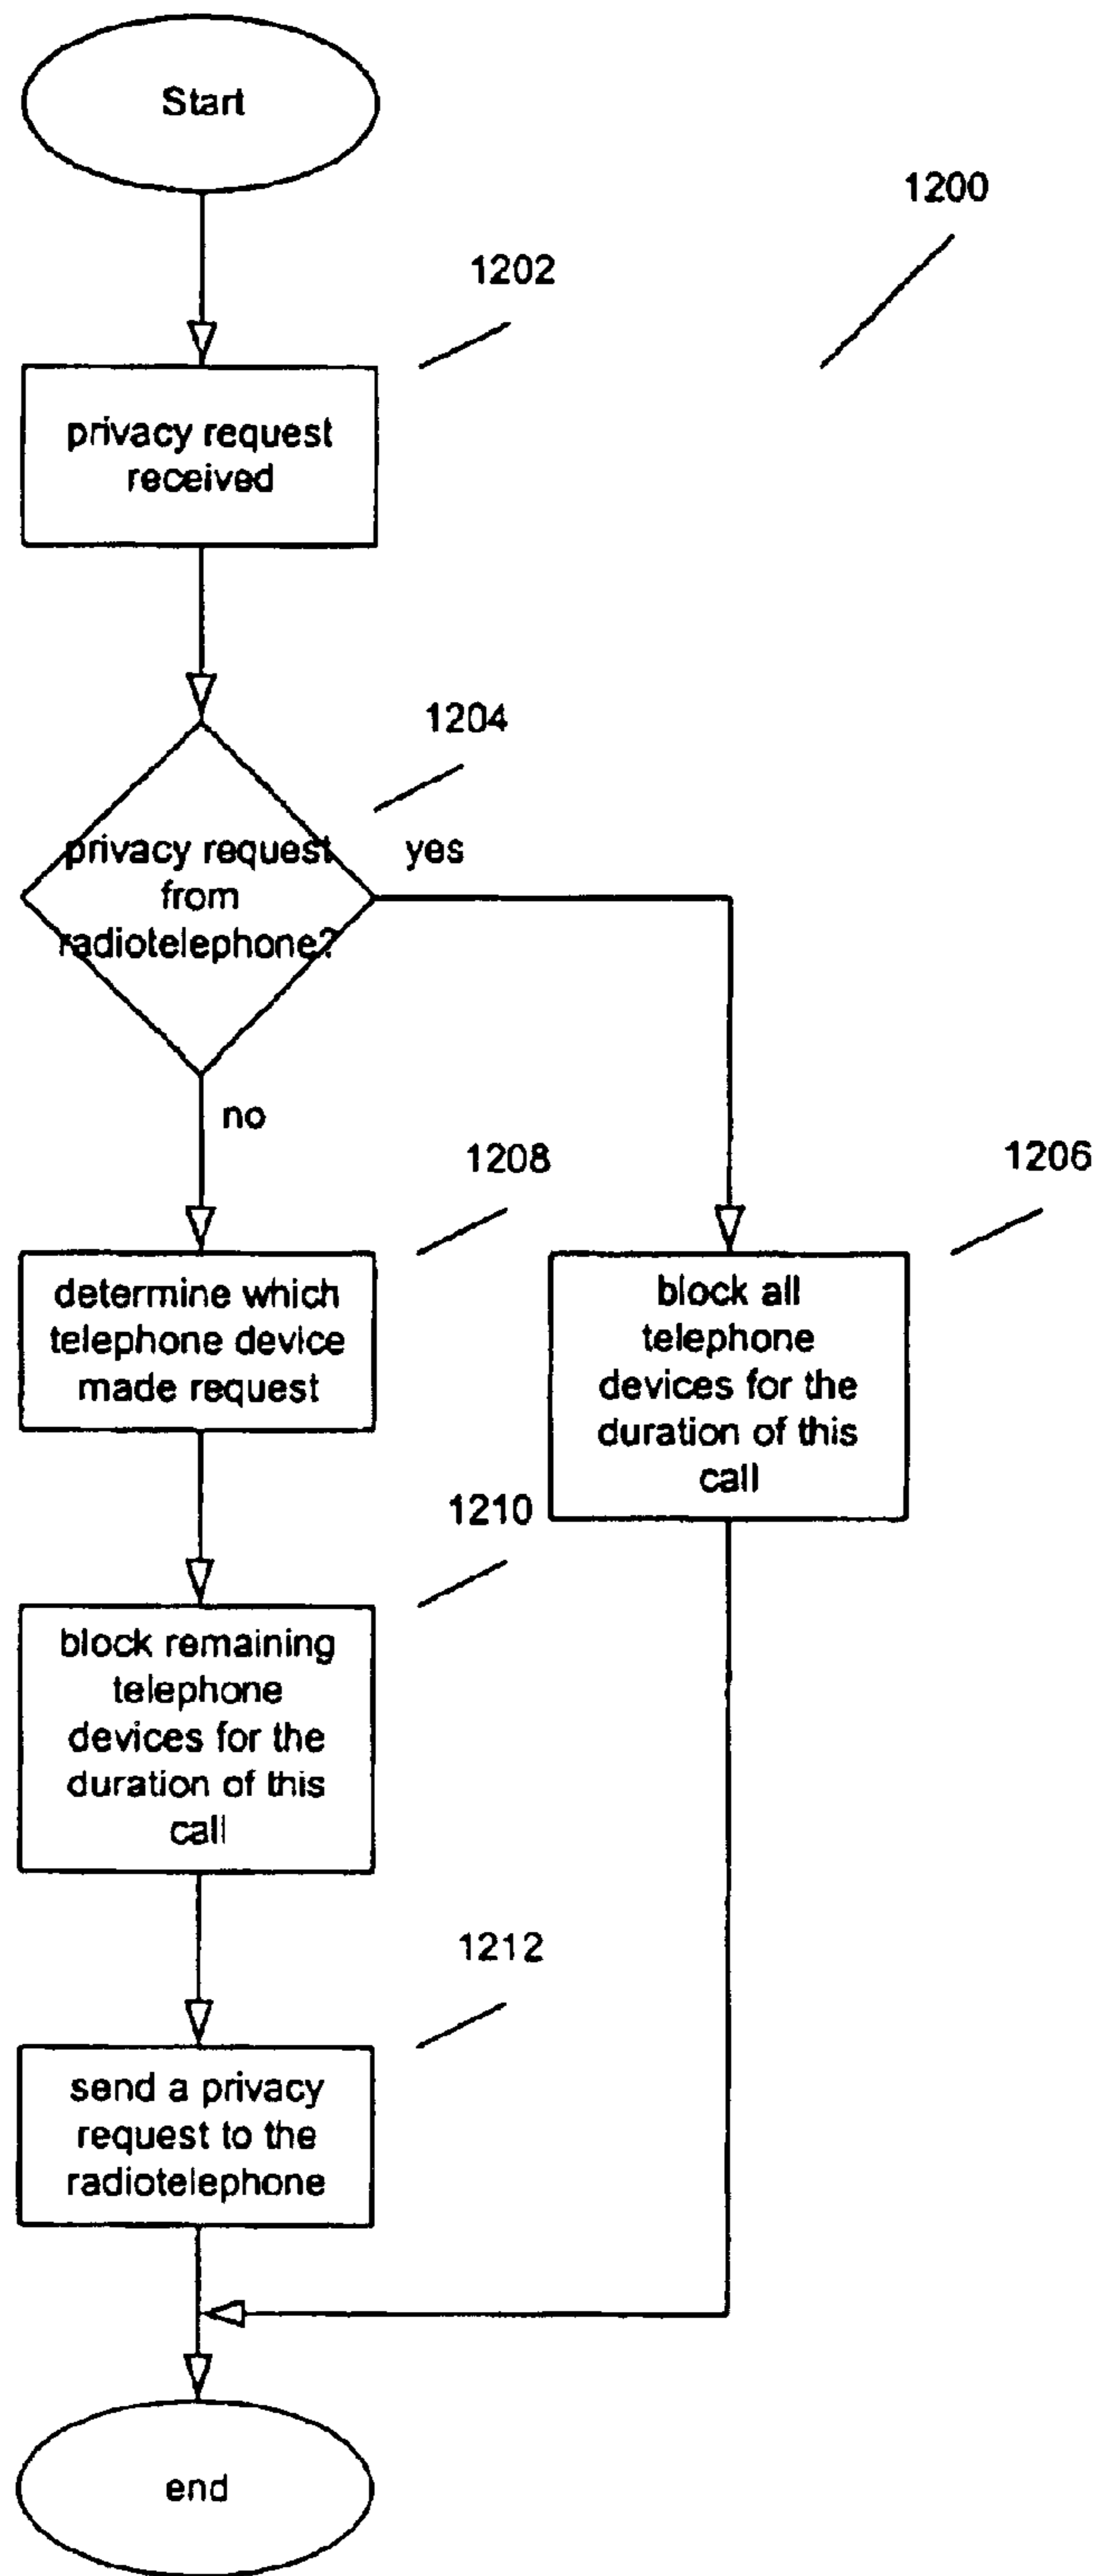 Start
1200
1202
privacy request
received
1204
privacy request
from
radiotelephone?
yes
no
1208
1206
determine which
telephone device
made request
block all
telephone
devices for the
duration of this
call
1210
block remaining
telephone
devices for the
duration of this
call
1212
send a privacy
request to the
radiotelephone
end